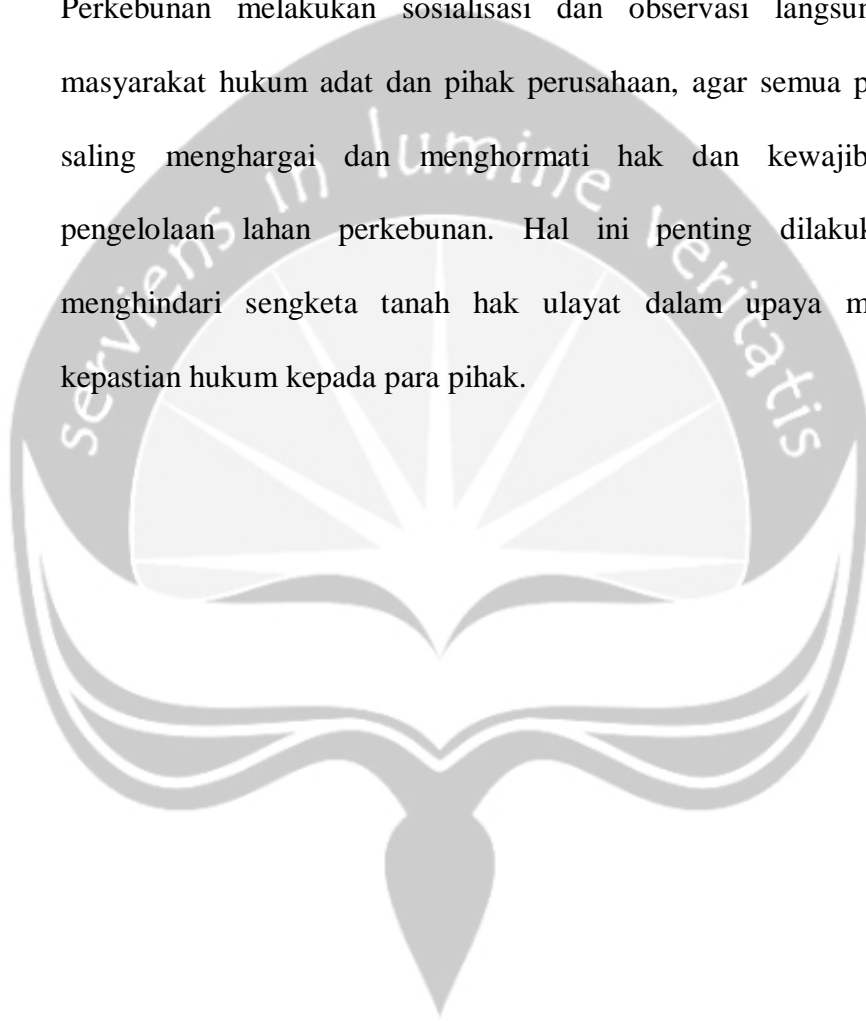 Perkebunan melakukan sosialisasi dan observasi
masyarakat hukum adat dan pihak perusahaan, agar semua
saling menghargai dan menghormati hak dan
pengelolaan lahan perkebunan. Hal ini penting
menghindari sengketa tanah hak ulayat dalam upaya
kepastian hukum kepada para pihak.
serviens in lumine veritatis